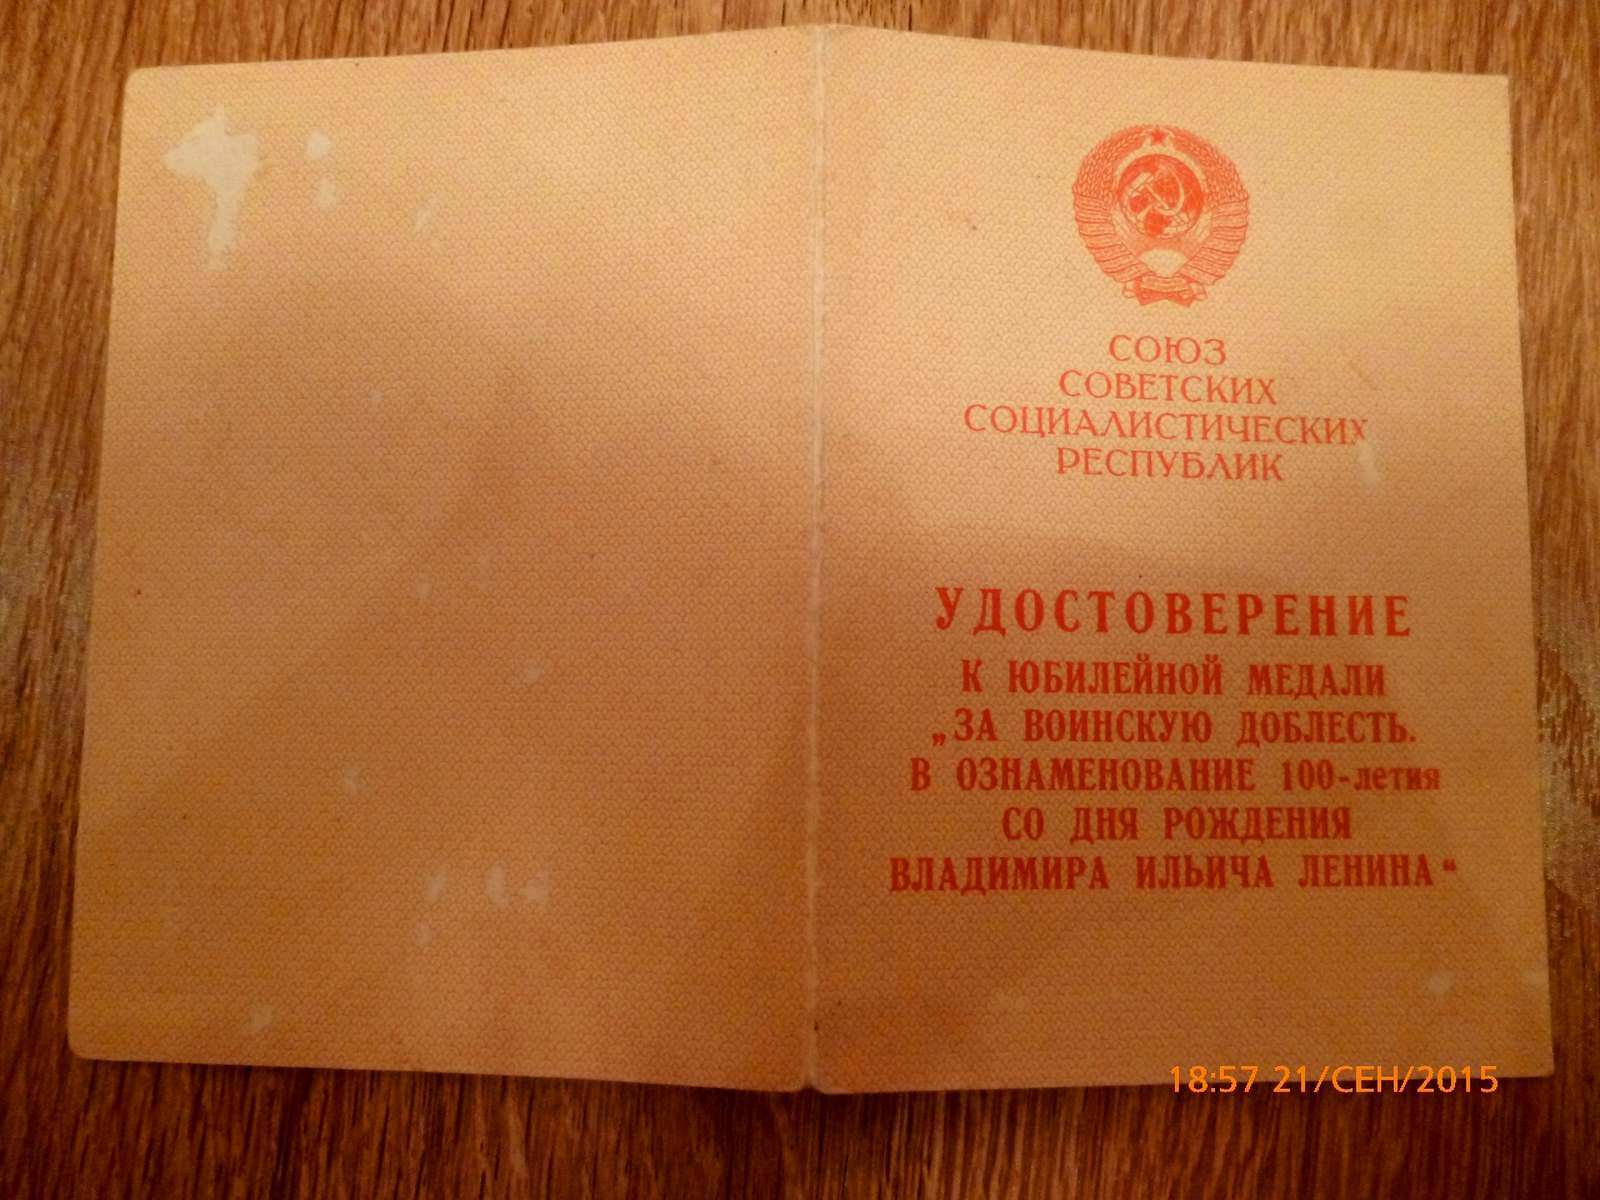 СОЮЗ
СОВЕТСКИХ
СОЦИАЛИСТИЧЕСКИХ
РЕСПУБЛИК
УДОСТОВЕРЕНИЕ
К ЮБИЛЕЙНОЙ МЕДАЛИ
„ЗА ВОИНСКУЮ ДОБЛЕСТЬ.
В ОЗНАМЕНОВАНИЕ 100-летия
СО ДНЯ РОЖДЕНИЯ
ВЛАДИМИРА ИЛЬИЧА ЛЕНИНА“
18:57 21/СЕН/2015